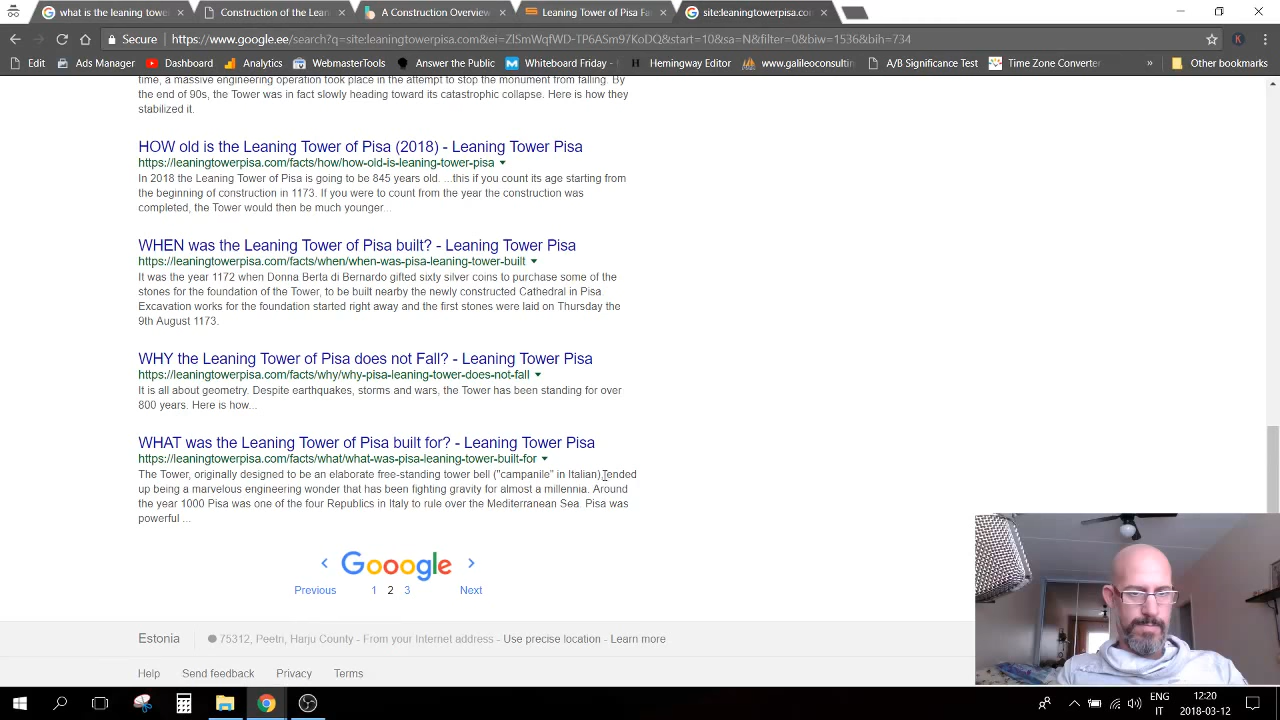 what is the leaning towe
Construction of the Lean
A Construction Overview
Leaning Tower of Pisa Fac
site:leaningtowerpisa.co
Secure
https://www.google.ee/search?q=site:leaningtowerpisa.com&ei=ZlSmWqfWD-TP6ASm97KoDQ&start=10&sa=N&filter=0&biw=1536&bih=734
Edit
Ads Manager
Dashboard
Analytics
WebmasterTools
Answer the Public
Whiteboard Friday -
Hemingway Editor
www.galileoconsultin
A/B Significance Test
Time Zone Converter
»
Other bookmarks
time, a massive engineering operation took place in the attempt to stop the monument from falling. By
the end of 90s, the Tower was in fact slowly heading toward its catastrophic collapse. Here is how they
stabilized it.
HOW old is the Leaning Tower of Pisa (2018) - Leaning Tower Pisa
https://leaningtowerpisa.com/facts/how/how-old-is-leaning-tower-pisa
In 2018 the Leaning Tower of Pisa is going to be 845 years old. ...this if you count its age starting from
the beginning of construction in 1173. If you were to count from the year the construction was
completed, the Tower would then be much younger...
WHEN was the Leaning Tower of Pisa built? - Leaning Tower Pisa
https://leaningtowerpisa.com/facts/when/when-was-pisa-leaning-tower-built
It was the year 1172 when Donna Berta di Bernardo gifted sixty silver coins to purchase some of the
stones for the foundation of the Tower, to be built nearby the newly constructed Cathedral in Pisa.
Excavation works for the foundation started right away and the first stones were laid on Thursday the
9th August 1173.
WHY the Leaning Tower of Pisa does not Fall? - Leaning Tower Pisa
https://leaningtowerpisa.com/facts/why/why-pisa-leaning-tower-does-not-fall
It is all about geometry. Despite earthquakes, storms and wars, the Tower has been standing for over
800 years. Here is how...
WHAT was the Leaning Tower of Pisa built for? - Leaning Tower Pisa
https://leaningtowerpisa.com/facts/what/what-was-pisa-leaning-tower-built-for
The Tower, originally designed to be an elaborate free-standing tower bell ("campanile" in Italian),ended
up being a marvelous engineering wonder that has been fighting gravity for almost a millennia. Around
the year 1000 Pisa was one of the four Republics in Italy to rule over the Mediterranean Sea. Pisa was
powerful ...
< Gooogle >
Previous 1 2 3 Next
Estonia
75312, Peetri, Harju County - From your Internet address - Use precise location - Learn more
Help Send feedback Privacy Terms
ENG 12:20
IT 2018-03-12